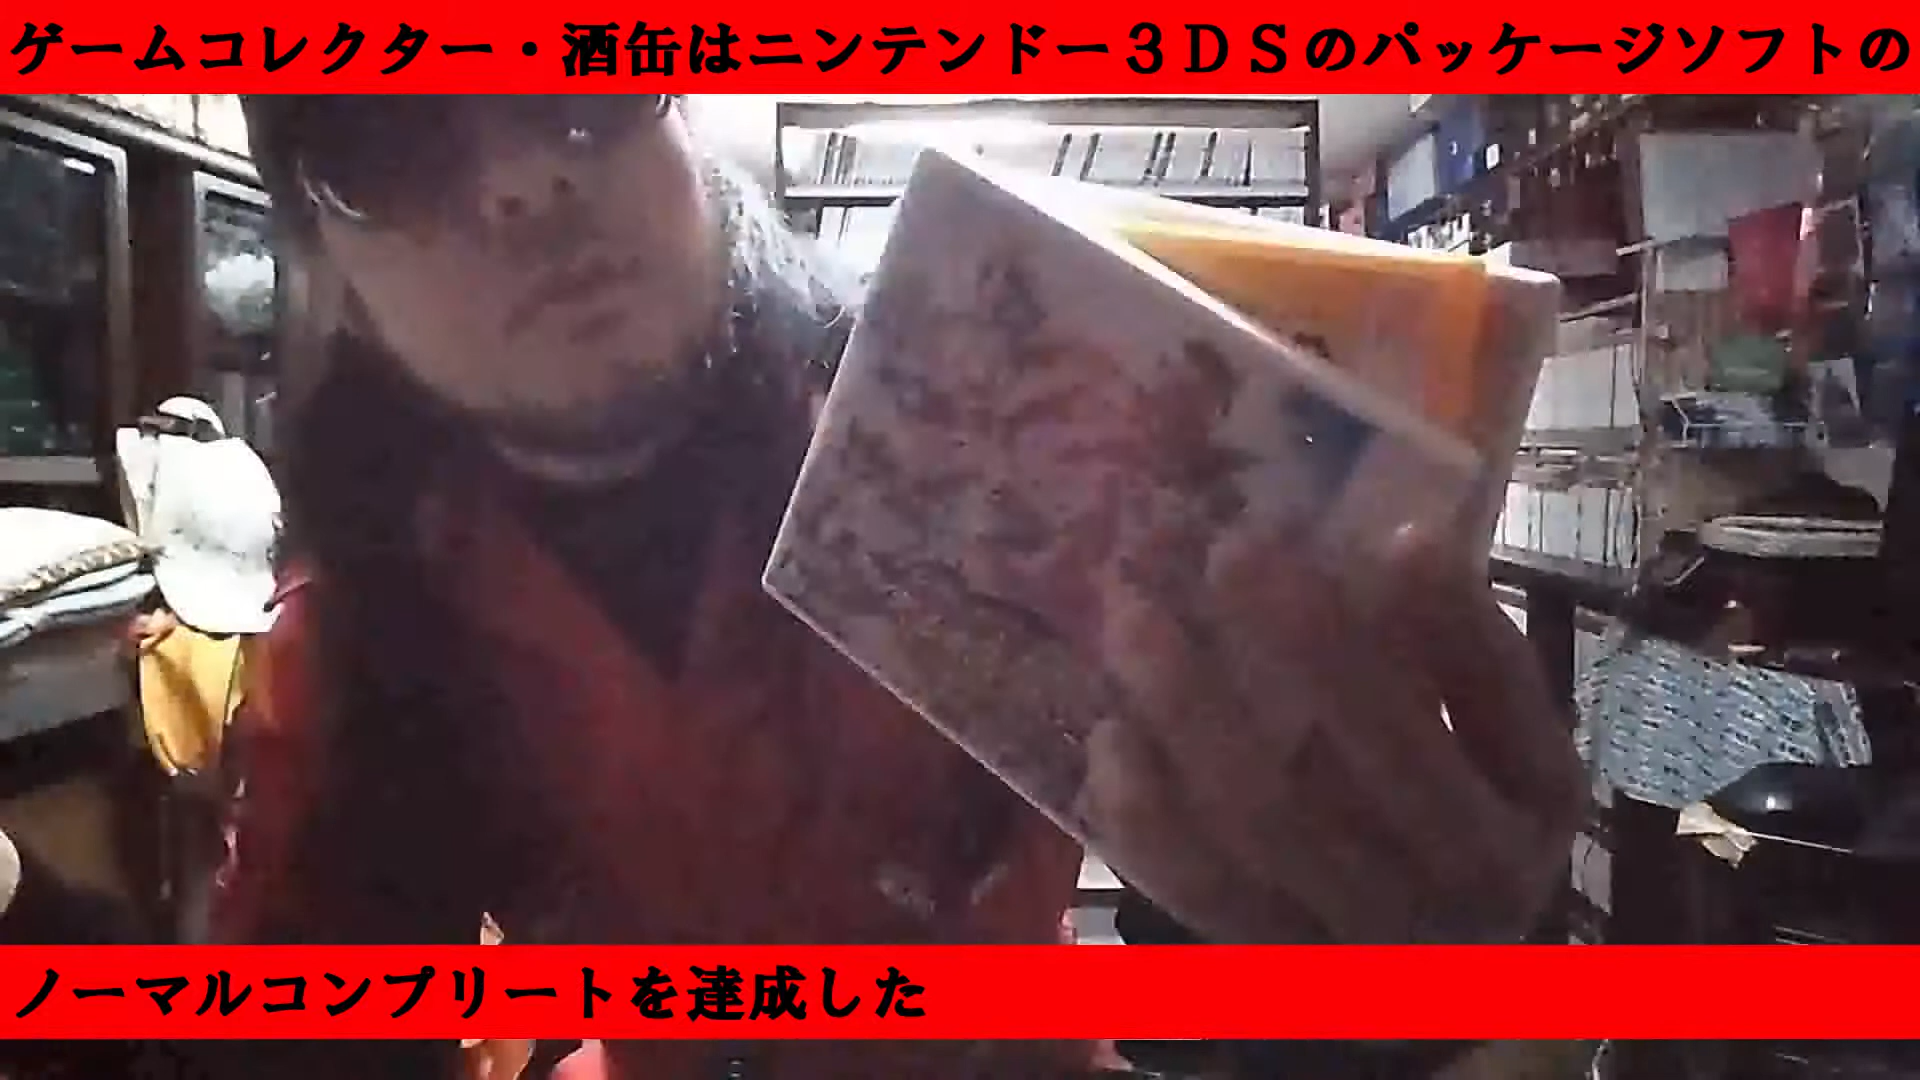 ゲームコレクター・酒缶はニンテンドー３ＤＳのパッケージソフトの
ノーマルコンプリートを達成した